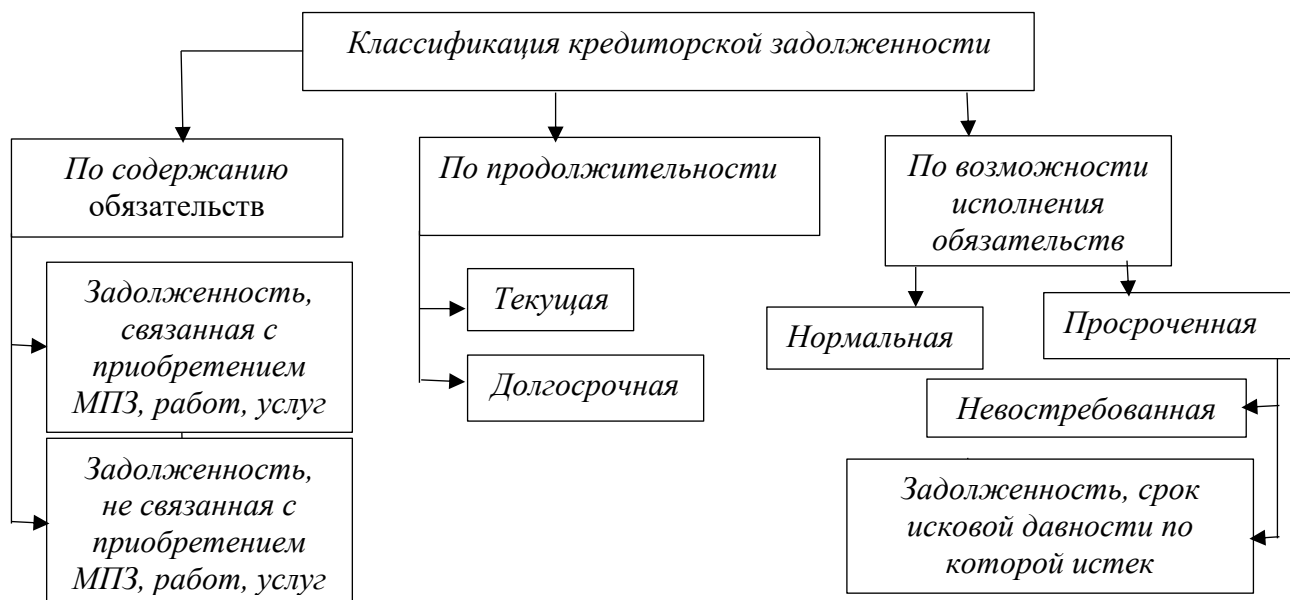 Классификация кредиторской задолженности
По содержанию
обязательств
Задолженность,
связанная с
приобретением
МПЗ, работ, услуг
Задолженность,
не связанная с
приобретением
МПЗ, работ, услуг
По продолжительности
Текущая
Долгосрочная
По возможности
исполнения
обязательств
Нормальная
Просроченная
Невостребованная
Задолженность, срок
исковой давности по
которой истек